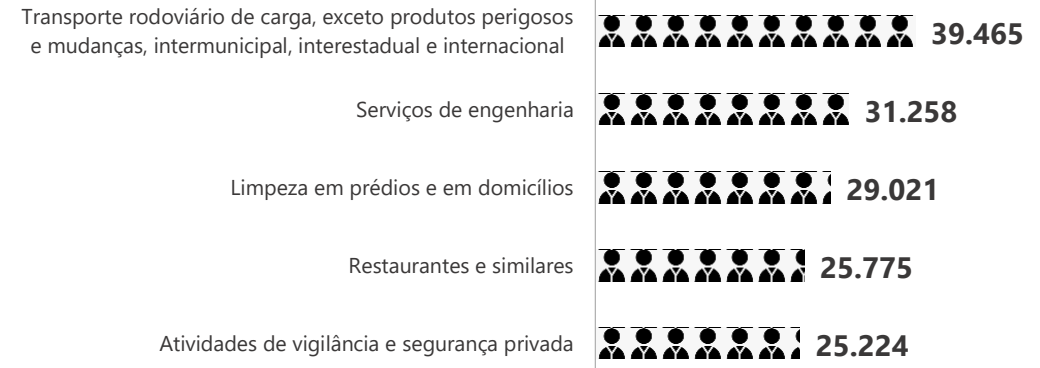 Transporte rodoviário de carga, exceto produtos perigosos
e mudanças, intermunicipal, interestadual e internacional
39.465
Serviços de engenharia
31.258
Limpeza em prédios e em domicílios
29.021
Restaurantes e similares
25.775
Atividades de vigilância e segurança privada
25.224